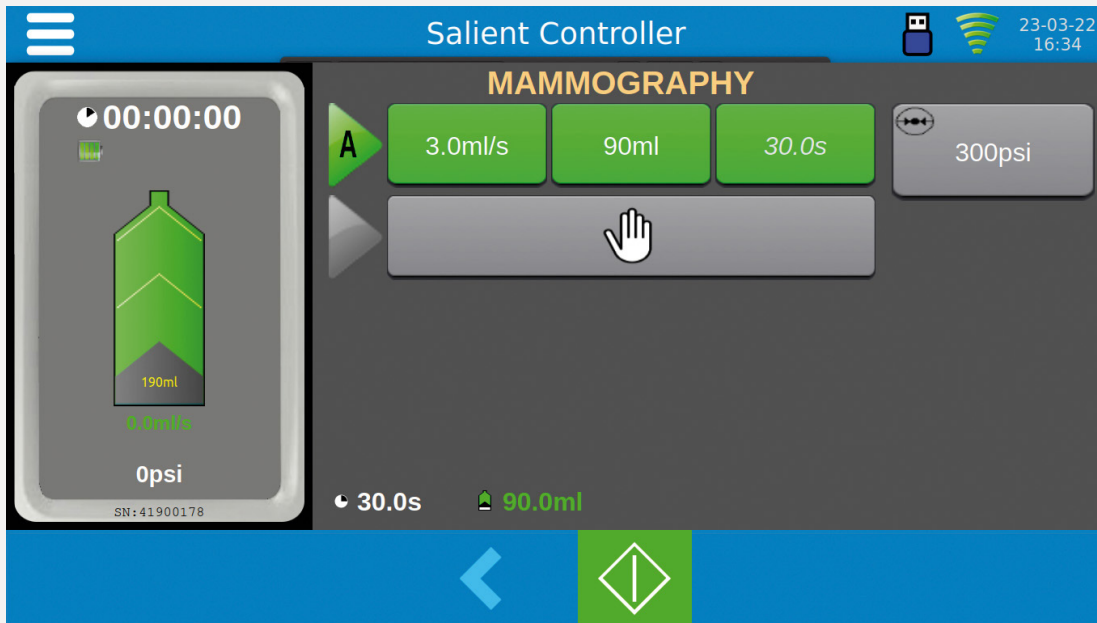 Salient Controller
23-03-22
16:34
00:00:00
190ml
0.0ml/s
0psi
SN:41900178
MAMMOGRAPHY
A
3.0ml/s
90ml
30.0s
300psi
30.0s
90.0ml